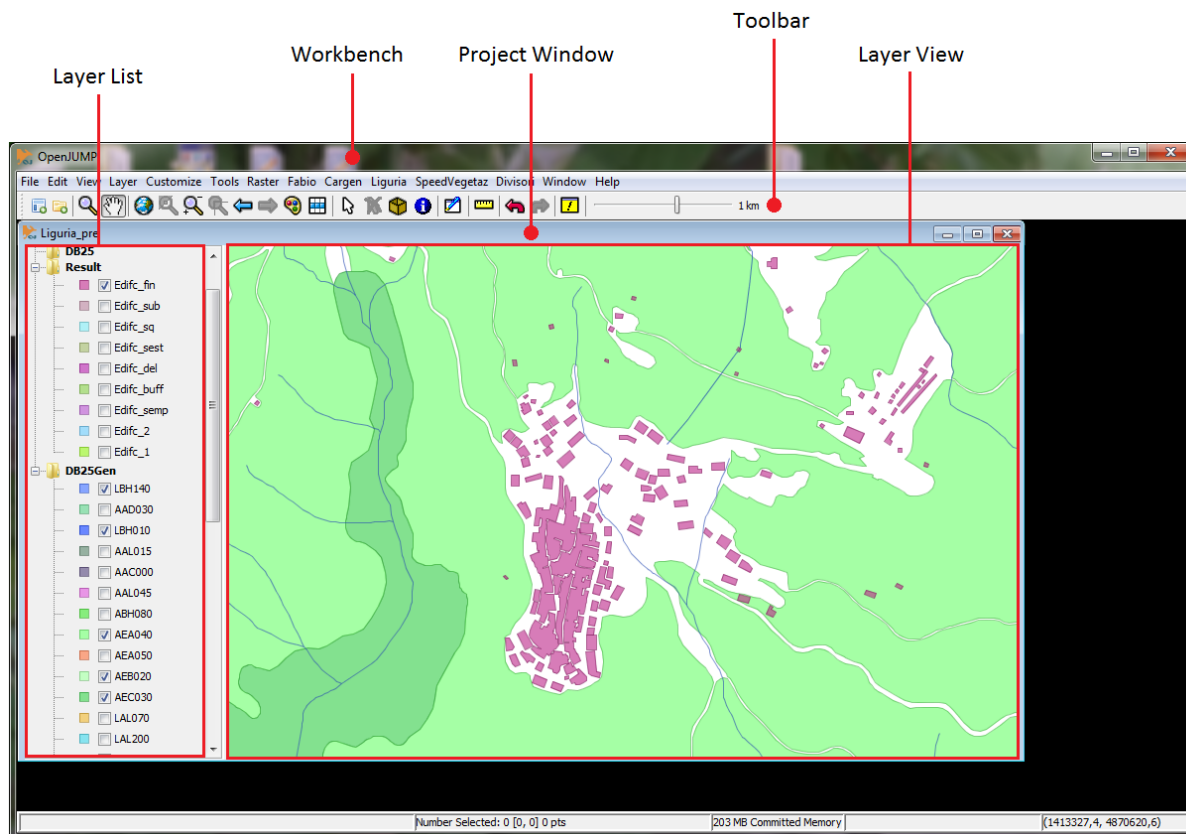 Toolbar
Workbench
Project Window
Layer View
Layer List
OpenJUMP
File Edit View Layer Customize Tools Raster Fabio Cargen Liguria SpeedVegetaz Divisori Window Help
1 km
Liguria_pre
DB25
Result
Edifc_fin
Edifc_sub
Edifc_sq
Edifc_sest
Edifc_del
Edifc_buff
Edifc_semp
Edifc_2
Edifc_1
DB25Gen
LBH140
AAD030
LBH010
AAL015
AAC000
AAL045
ABH080
AEA040
AEA050
AEB020
AEC030
LAL070
LAL200
Number Selected: 0 [0, 0] 0 pts
203 MB Committed Memory
(1413327,4, 4870620,6)